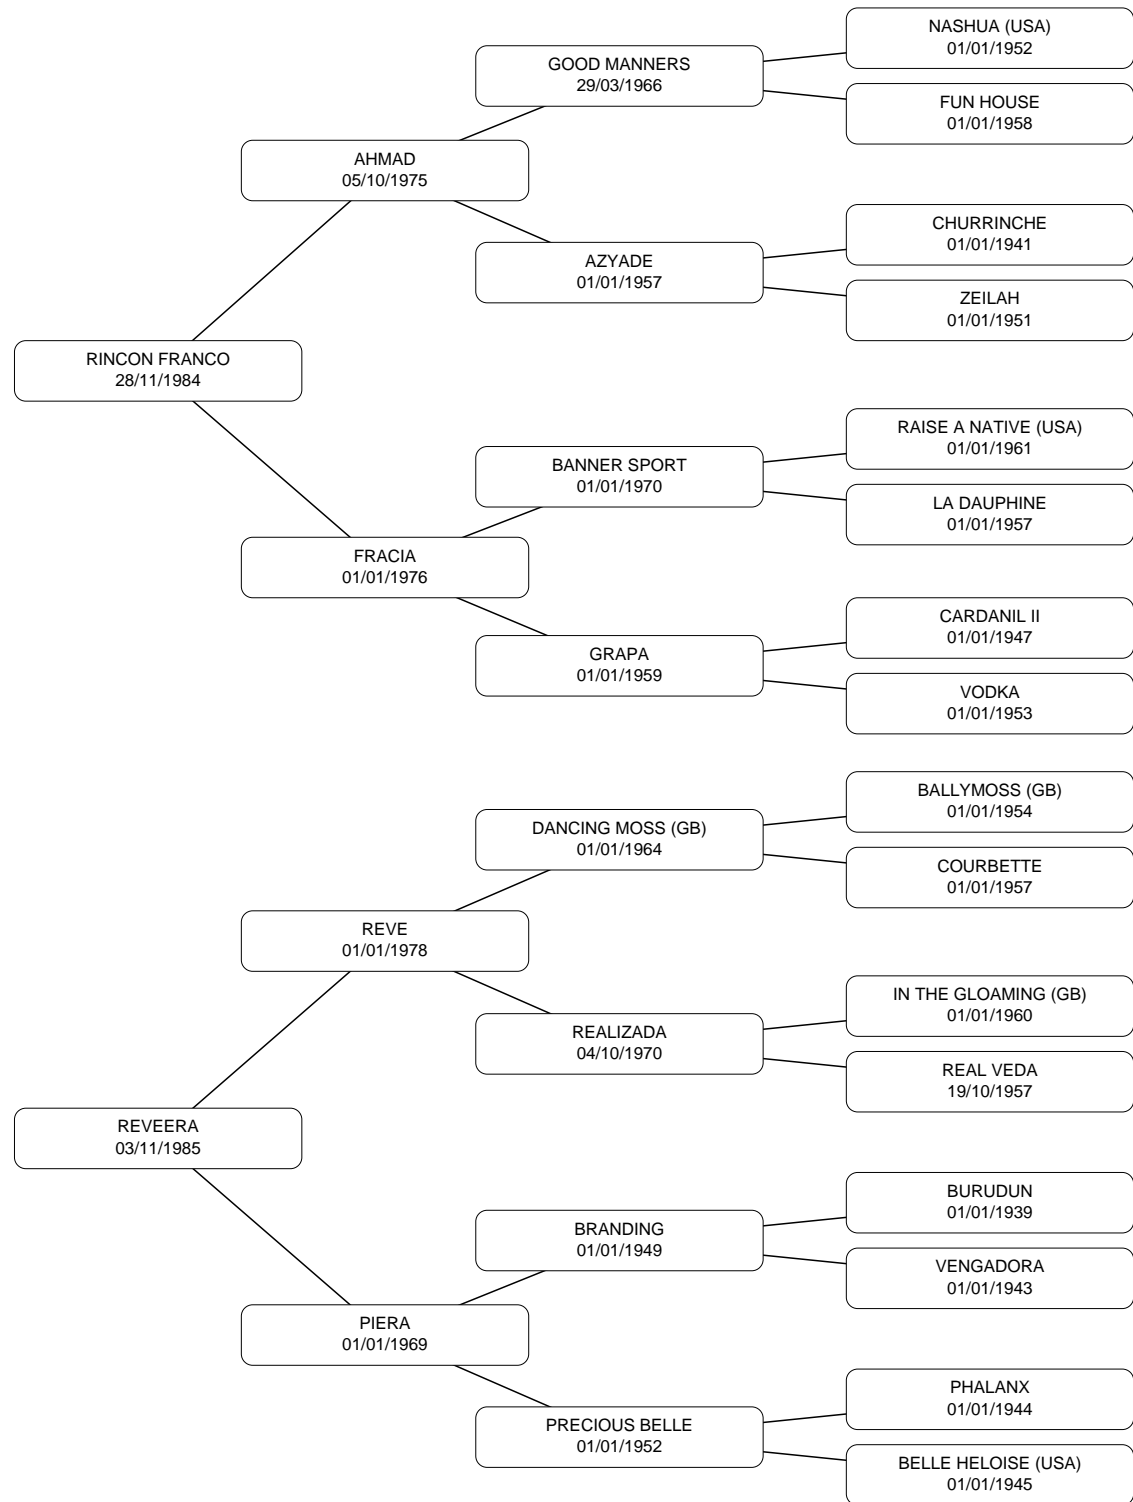 NASHUA (USA)
01/01/1952
GOOD MANNERS
29/03/1966
FUN HOUSE
01/01/1958
AHMAD
05/10/1975
CHURRINCHE
01/01/1941
AZYADE
01/01/1957
ZEILAH
01/01/1951
RINCON FRANCO
28/11/1984
RAISE A NATIVE (USA)
01/01/1961
BANNER SPORT
01/01/1970
LA DAUPHINE
01/01/1957
FRACIA
01/01/1976
CARDANIL II
01/01/1947
GRAPA
01/01/1959
VODKA
01/01/1953
BALLYMOSS (GB)
01/01/1954
DANCING MOSS (GB)
01/01/1964
COURBETTE
01/01/1957
REVE
01/01/1978
IN THE GLOAMING (GB)
01/01/1960
REALIZADA
04/10/1970
REAL VEDA
19/10/1957
REVEERA
03/11/1985
BURUDUN
01/01/1939
BRANDING
01/01/1949
VENGADORA
01/01/1943
PIERA
01/01/1969
PHALANX
01/01/1944
PRECIOUS BELLE
01/01/1952
BELLE HELOISE (USA)
01/01/1945